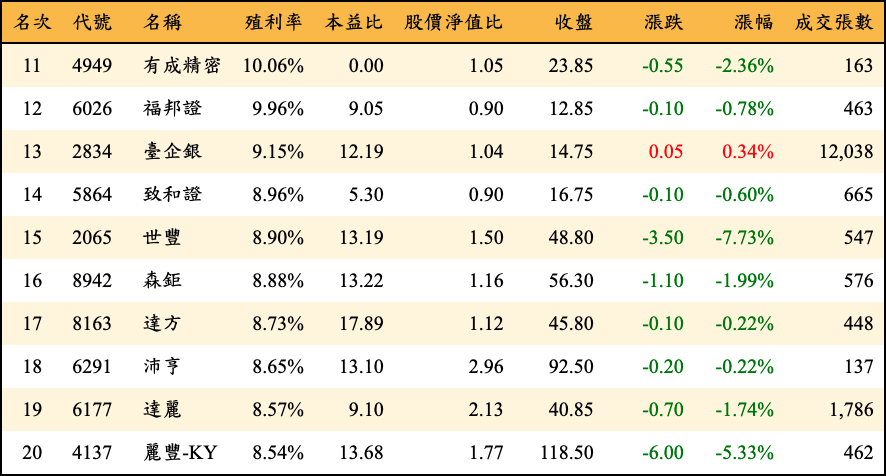 名次 代號 名稱 殖利率 本益比 股價淨值比 收盤 漲跌 漲幅 成交張數
11 4949 有成精密 10.06% 0.00 1.05 23.85 -0.55 -2.36% 163
12 6026 福邦證 9.96% 9.05 0.90 12.85 -0.10 -0.78% 463
13 2834 臺企銀 9.15% 12.19 1.04 14.75 0.05 0.34% 12,038
14 5864 致和證 8.96% 5.30 0.90 16.75 -0.10 -0.60% 665
15 2065 世豐 8.90% 13.19 1.50 48.80 -3.50 -7.73% 547
16 8942 森鉅 8.88% 13.22 1.16 56.30 -1.10 -1.99% 576
17 8163 達方 8.73% 17.89 1.12 45.80 -0.10 -0.22% 448
18 6291 沛亨 8.65% 13.10 2.96 92.50 -0.20 -0.22% 137
19 6177 達麗 8.57% 9.10 2.13 40.85 -0.70 -1.74% 1,786
20 4137 麗豐-KY 8.54% 13.68 1.77 118.50 -6.00 -5.33% 462